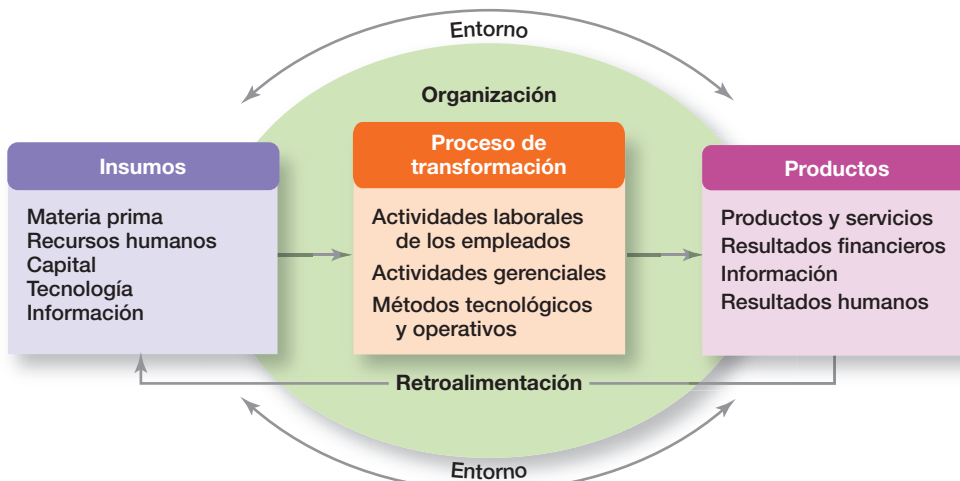 Entorno
Organización
Insumos
Materia prima
Recursos humanos
Capital
Tecnología
Información
Proceso de
transformación
Actividades laborales
de los empleados
Actividades gerenciales
Métodos tecnológicos
y operativos
Productos
Productos y servicios
Resultados financieros
Información
Resultados humanos
Retroalimentación
Entorno